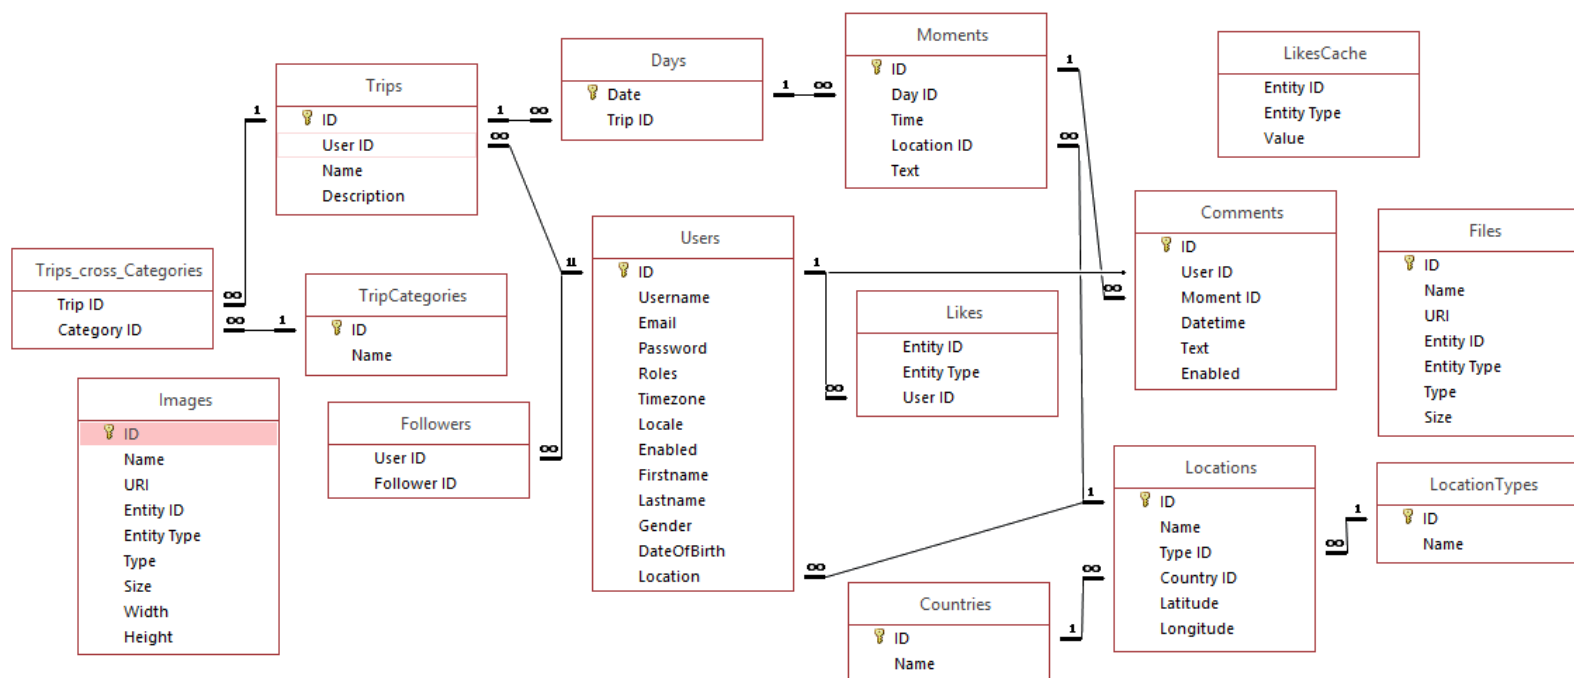 Trips
ID
User ID
Name
Description
Days
Date
Trip ID
Moments
ID
Day ID
Time
Location ID
Text
LikesCache
Entity ID
Entity Type
Value
Trips_cross_Categories
Trip ID
Category ID
TripCategories
ID
Name
Users
ID
Username
Email
Password
Roles
Timezone
Locale
Enabled
Firstname
Lastname
Gender
DateOfBirth
Location
Likes
Entity ID
Entity Type
User ID
Comments
ID
User ID
Moment ID
Datetime
Text
Enabled
Files
ID
Name
URI
Entity ID
Entity Type
Type
Size
Images
ID
Name
URI
Entity ID
Entity Type
Type
Size
Width
Height
Followers
User ID
Follower ID
Locations
ID
Name
Type ID
Country ID
Latitude
Longitude
LocationTypes
ID
Name
Countries
ID
Name
1
∞
1
∞
1
∞
1
∞
1
∞
∞
1
11
∞
1
∞
∞
1
∞
1
∞
1
∞